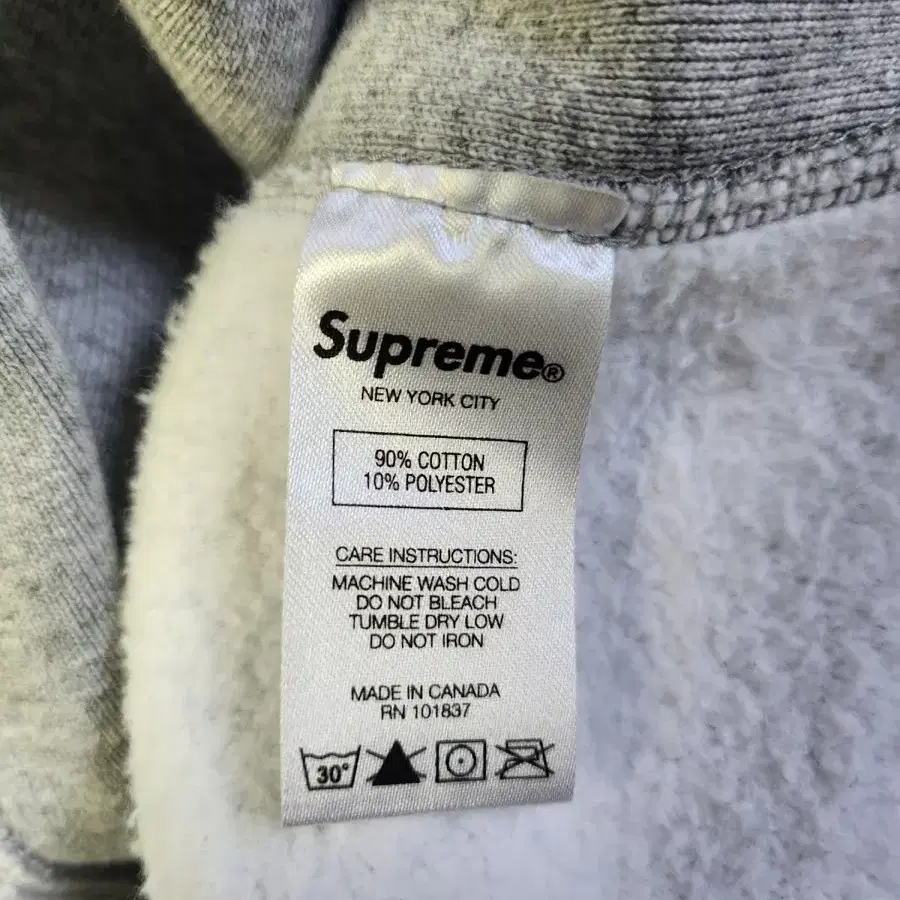 Supreme®
NEW YORK CITY
90% COTTON
10% POLYESTER
CARE INSTRUCTIONS:
MACHINE WASH COLD
DO NOT BLEACH
TUMBLE DRY LOW
DO NOT IRON
MADE IN CANADA
RN 101837
30°